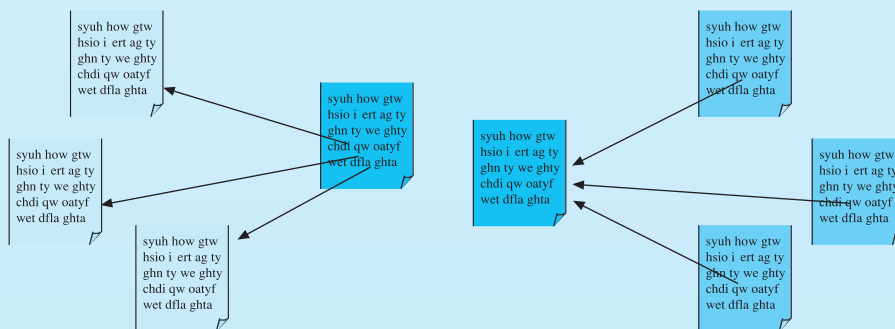 syuh how gtw
hsio i ert ag ty
ghn ty we ghty
chdi qw oatyf
wet dfla ghta
syuh how gtw
hsio i ert ag ty
ghn ty we ghty
chdi qw oatyf
wet dfla ghta
syuh how gtw
hsio i ert ag ty
ghn ty we ghty
chdi qw oatyf
wet dfla ghta
syuh how gtw
hsio i ert ag ty
ghn ty we ghty
chdi qw oatyf
wet dfla ghta
syuh how gtw
hsio i ert ag ty
ghn ty we ghty
chdi qw oatyf
wet dfla ghta
syuh how gtw
hsio i ert ag ty
ghn ty we ghty
chdi qw oatyf
wet dfla ghta
syuh how gtw
hsio i ert ag ty
ghn ty we ghty
chdi qw oatyf
wet dfla ghta
syuh how gtw
hsio i ert ag ty
ghn ty we ghty
chdi qw oatyf
wet dfla ghta